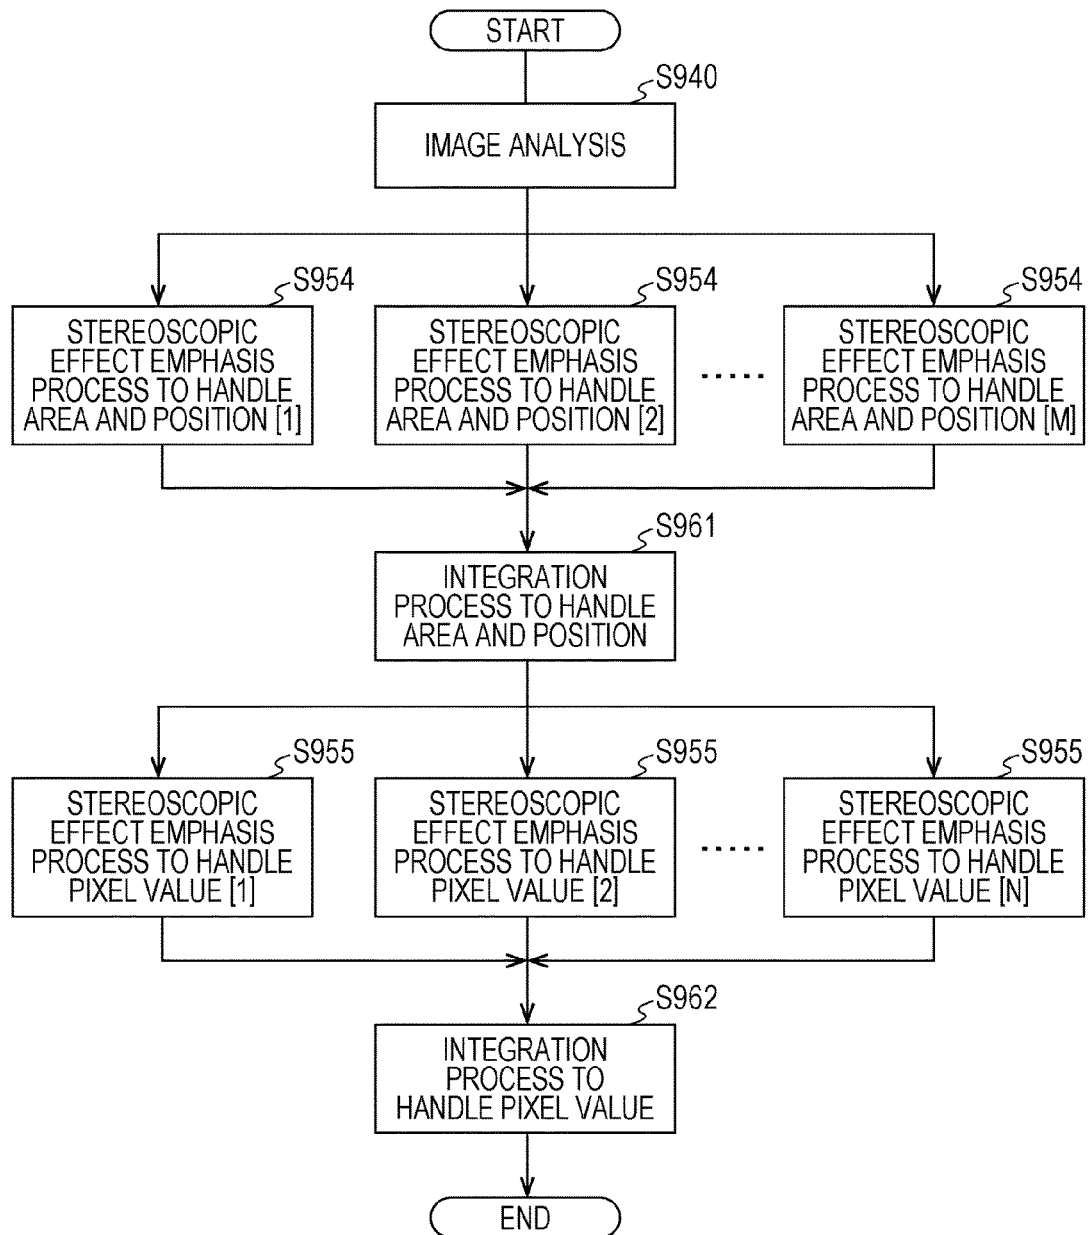 START
S940
IMAGE ANALYSIS
S954
STEREOSCOPIC
EFFECT EMPHASIS
PROCESS TO HANDLE
AREA AND POSITION [1]
S954
STEREOSCOPIC
EFFECT EMPHASIS
PROCESS TO HANDLE
AREA AND POSITION [2]
S954
STEREOSCOPIC
EFFECT EMPHASIS
PROCESS TO HANDLE
AREA AND POSITION [M]
S961
INTEGRATION
PROCESS TO HANDLE
AREA AND POSITION
S955
STEREOSCOPIC
EFFECT EMPHASIS
PROCESS TO HANDLE
PIXEL VALUE [1]
S955
STEREOSCOPIC
EFFECT EMPHASIS
PROCESS TO HANDLE
PIXEL VALUE [2]
S955
STEREOSCOPIC
EFFECT EMPHASIS
PROCESS TO HANDLE
PIXEL VALUE [N]
S962
INTEGRATION
PROCESS TO
HANDLE PIXEL VALUE
END